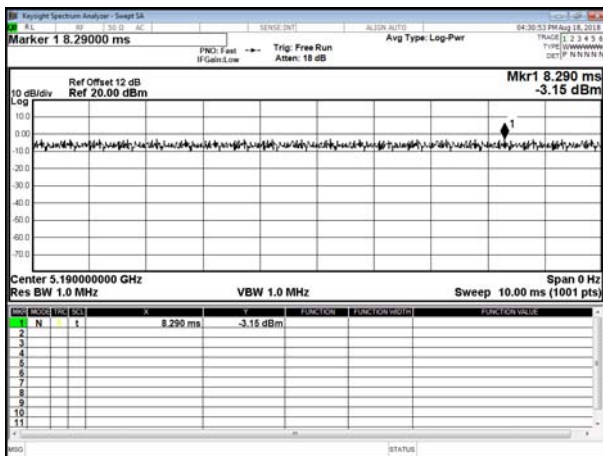 Keysight Spectrum Analyzer - Swept SA
RL RF 50 Ω AC SENSE:INT ALIGN AUTO 04:30:53 PM Aug 18, 2018
Marker 1 8.29000 ms
PNO: Fast Trig: Free Run Avg Type: Log-Pwr TRACE 1 2 3 4 5 6
IFGain:Low Atten: 18 dB TYPE WWWWWW
DET P N N N N N
Ref Offset 12 dB Mkr1 8.290 ms
10 dB/div Ref 20.00 dBm -3.15 dBm
Log
1
10.0
0.00
-10.0
-20.0
-30.0
-40.0
-50.0
-60.0
-70.0
Center 5.190000000 GHz Span 0 Hz
Res BW 1.0 MHz VBW 1.0 MHz Sweep 10.00 ms (1001 pts)
MKR MODE TRC SCL X Y FUNCTION FUNCTION WIDTH FUNCTION VALUE
1 N t 8.290 ms -3.15 dBm
2
3
4
5
6
7
8
9
10
11
MSG STATUS